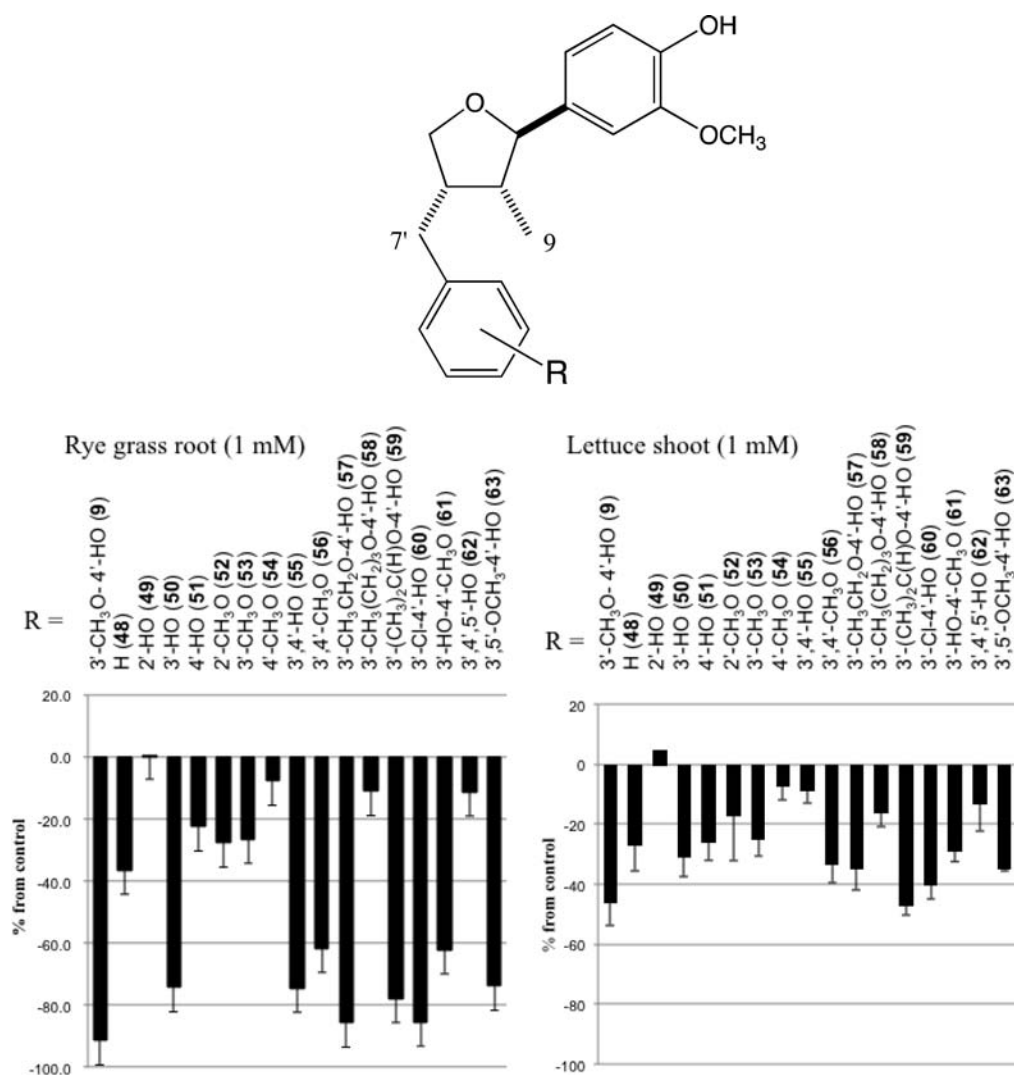 OH
O
OCH3
7'
9
R
Rye grass root (1 mM)
R =
3'-CH3O- 4'-HO (9)
H (48)
2'-HO (49)
3'-HO (50)
4'-HO (51)
2'-CH3O (52)
3'-CH3O (53)
4'-CH3O (54)
3',4'-HO (55)
3',4'-CH3O (56)
3'-CH3CH2O-4'-HO (57)
3'-CH3(CH2)3O-4'-HO (58)
3'-(CH3)2C(H)O-4'-HO (59)
3'-Cl-4'-HO (60)
3'-HO-4'-CH3O (61)
3',4',5'-HO (62)
3',5'-OCH3-4'-HO (63)
% from control
20.0
0.0
-20.0
-40.0
-60.0
-80.0
-100.0
Lettuce shoot (1 mM)
R =
3'-CH3O- 4'-HO (9)
H (48)
2'-HO (49)
3'-HO (50)
4'-HO (51)
2'-CH3O (52)
3'-CH3O (53)
4'-CH3O (54)
3',4'-HO (55)
3',4'-CH3O (56)
3'-CH3CH2O-4'-HO (57)
3'-CH3(CH2)3O-4'-HO (58)
3'-(CH3)2C(H)O-4'-HO (59)
3'-Cl-4'-HO (60)
3'-HO-4'-CH3O (61)
3',4',5'-HO (62)
3',5'-OCH3-4'-HO (63)
% from control
20
0
-20
-40
-60
-80
-100